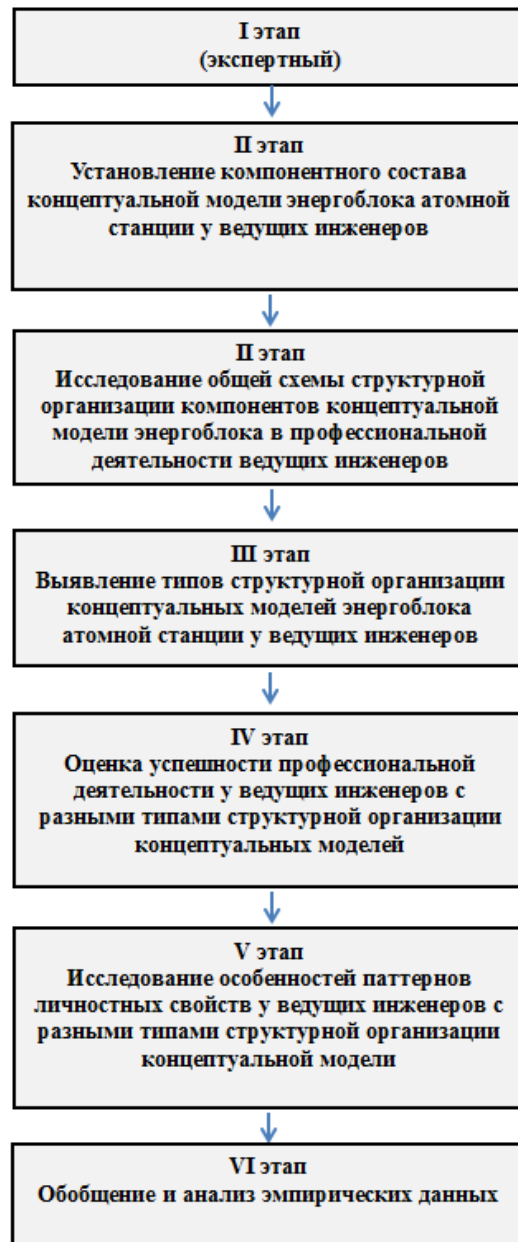 I этап
(экспертный)
II этап
Установление компонентного состава
концептуальной модели энергоблока атомной
станции у ведущих инженеров
II этап
Исследование общей схемы структурной
организации компонентов концептуальной
модели энергоблока в профессиональной
деятельности ведущих инженеров
III этап
Выявление типов структурной организации
концептуальных моделей энергоблока
атомной станции у ведущих инженеров
IV этап
Оценка успешности профессиональной
деятельности у ведущих инженеров с
разными типами структурной организации
концептуальных моделей
V этап
Исследование особенностей паттернов
личностных свойств у ведущих инженеров с
разными типами структурной организации
концептуальной модели
VI этап
Обобщение и анализ эмпирических данных